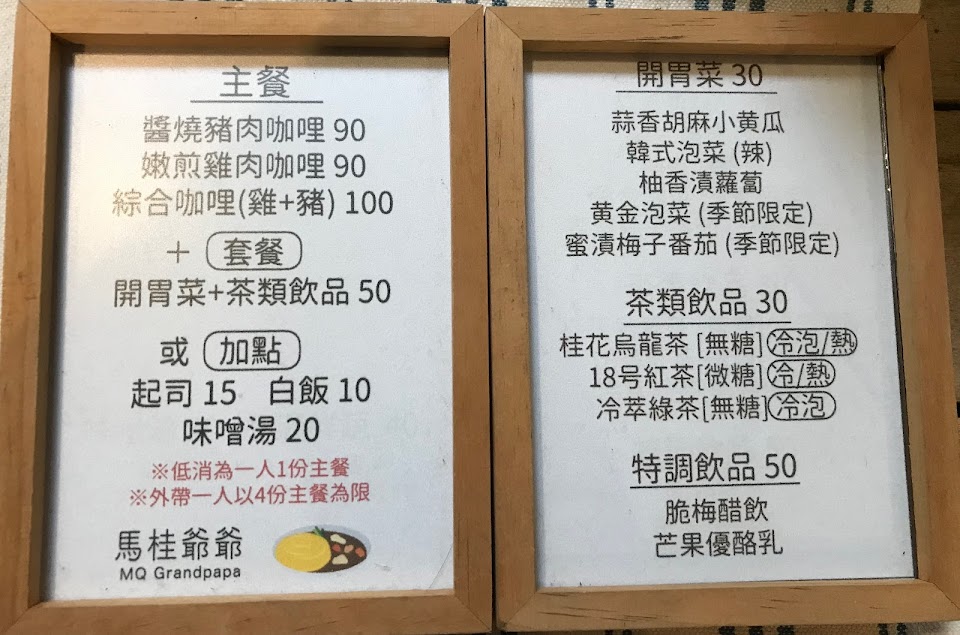 主餐
醬燒豬肉咖哩 90
嫩煎雞肉咖哩 90
綜合咖哩(雞+豬) 100
＋ 套餐
開胃菜+茶類飲品 50
或 加點
起司 15 白飯 10
味噌湯 20
※低消為一人1份主餐
※外帶一人以4份主餐為限
馬桂爺爺
MQ Grandpapa
開胃菜 30
蒜香胡麻小黃瓜
韓式泡菜 (辣)
柚香漬蘿蔔
黃金泡菜 (季節限定)
蜜漬梅子番茄 (季節限定)
茶類飲品 30
桂花烏龍茶 [無糖] 冷泡/熱
18号紅茶[微糖] 冷/熱
冷萃綠茶[無糖] 冷泡
特調飲品 50
脆梅醋飲
芒果優酪乳